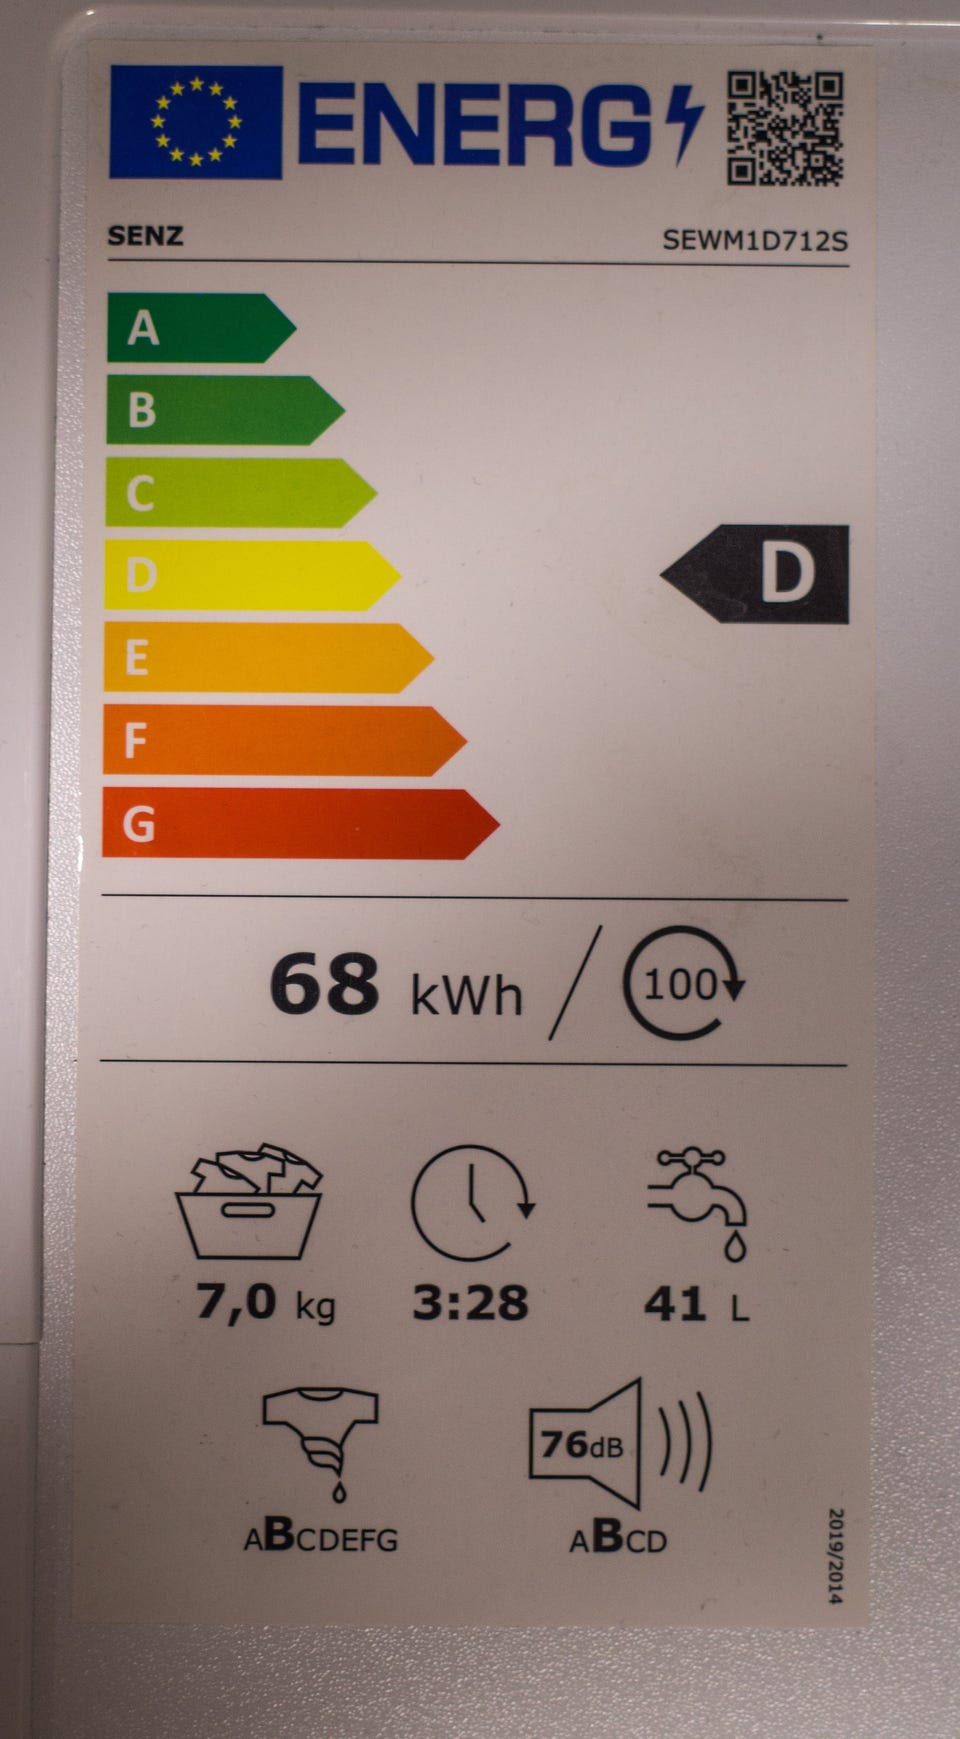 ENERG
SENZ SEWM1D712S
A
B
C
D D
E
F
G
68 kWh / 100
7,0 kg 3:28 41 L
76dB
ABCDEFG ABCD
2019/2014